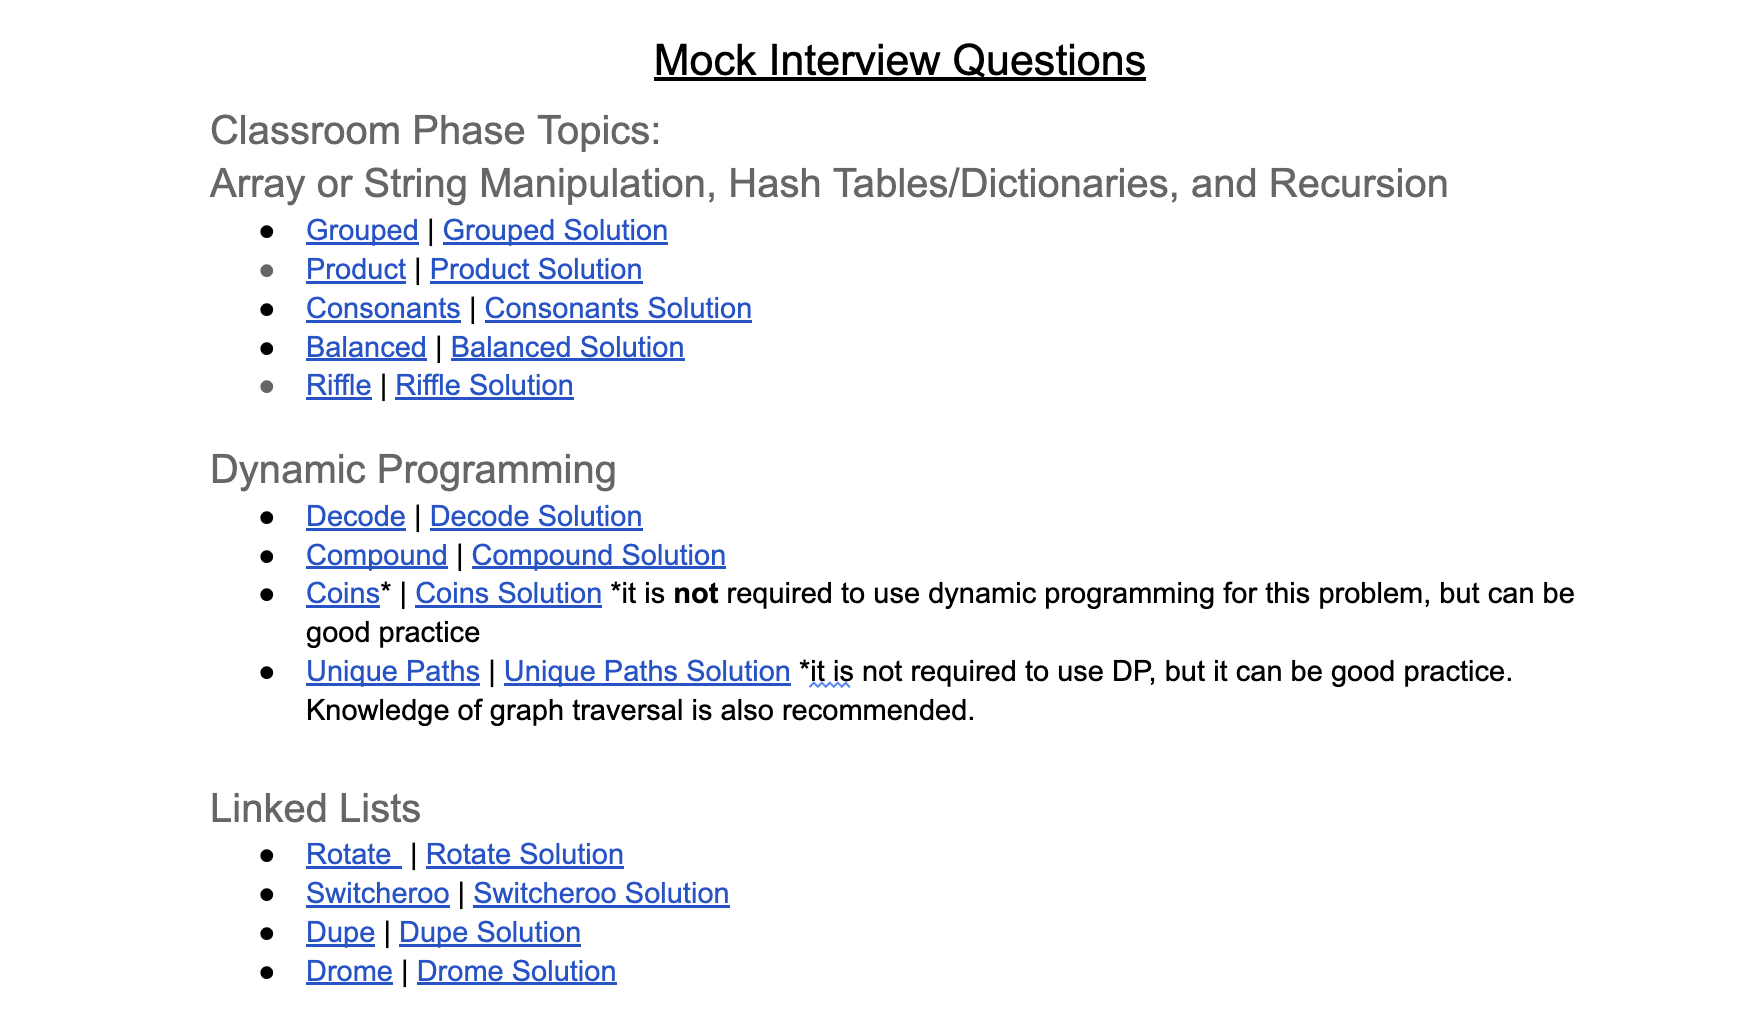 Mock Interview Questions
Classroom Phase Topics:
Array or String Manipulation, Hash Tables/Dictionaries, and Recursion
● Grouped | Grouped Solution
● Product | Product Solution
● Consonants | Consonants Solution
● Balanced | Balanced Solution
● Riffle | Riffle Solution
Dynamic Programming
● Decode | Decode Solution
● Compound | Compound Solution
● Coins* | Coins Solution *it is not required to use dynamic programming for this problem, but can be
good practice
● Unique Paths | Unique Paths Solution *it is not required to use DP, but it can be good practice.
Knowledge of graph traversal is also recommended.
Linked Lists
● Rotate | Rotate Solution
● Switcheroo | Switcheroo Solution
● Dupe | Dupe Solution
● Drome | Drome Solution